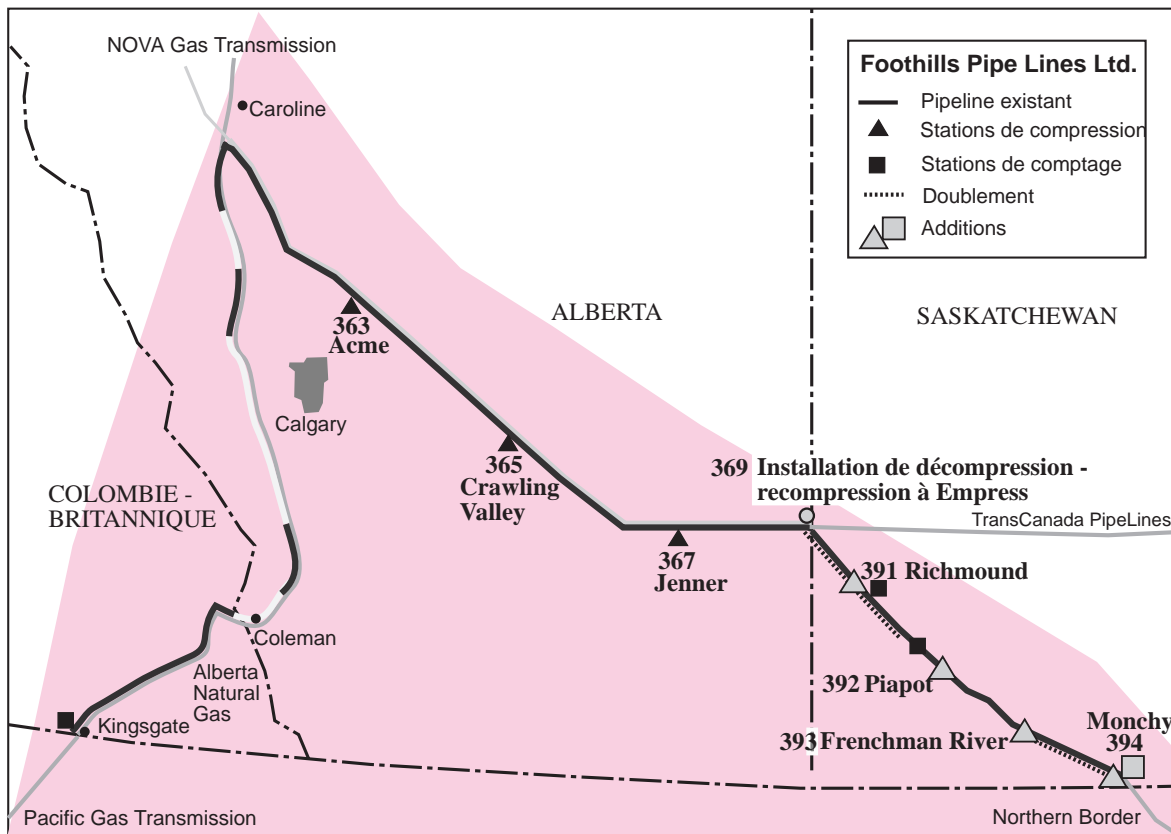 NOVA Gas Transmission
Caroline
Foothills Pipe Lines Ltd.
Pipeline existant
Stations de compression
Stations de comptage
Doublement
Additions
ALBERTA
SASKATCHEWAN
363
Acme
Calgary
365
Crawling
Valley
369 Installation de décompression -
recompression à Empress
COLOMBIE -
BRITANNIQUE
TransCanada PipeLines
367
Jenner
391 Richmound
Coleman
Alberta
Natural
Gas
392 Piapot
Kingsgate
393 Frenchman River
Monchy
394
Pacific Gas Transmission
Northern Border